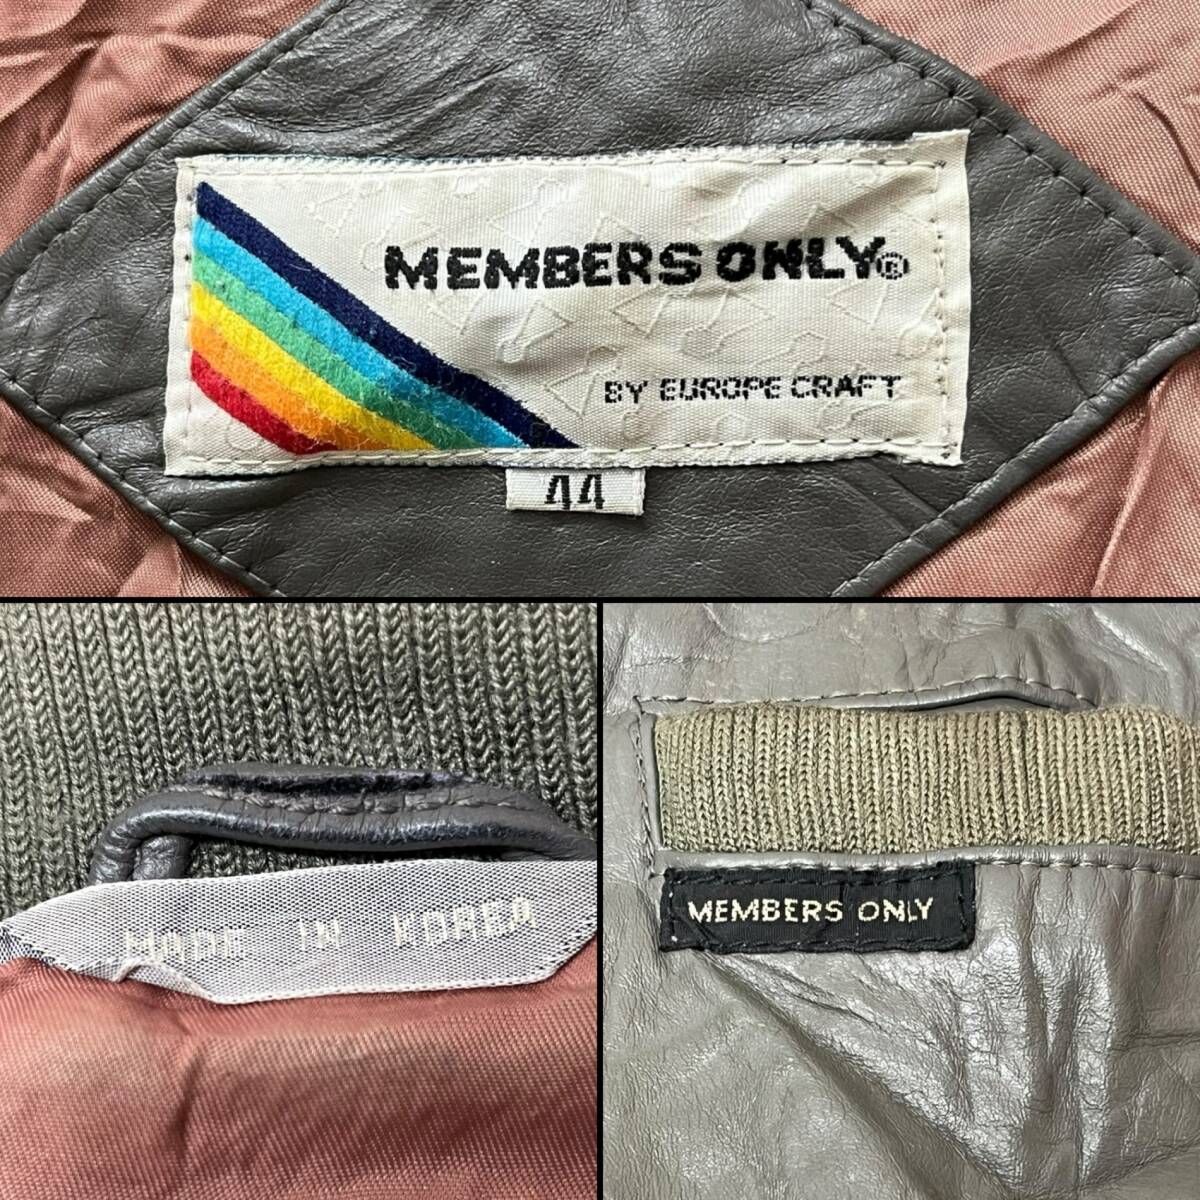 MEMBERS ONLY®
BY EUROPE CRAFT
44
MADE IN KOREA
MEMBERS ONLY